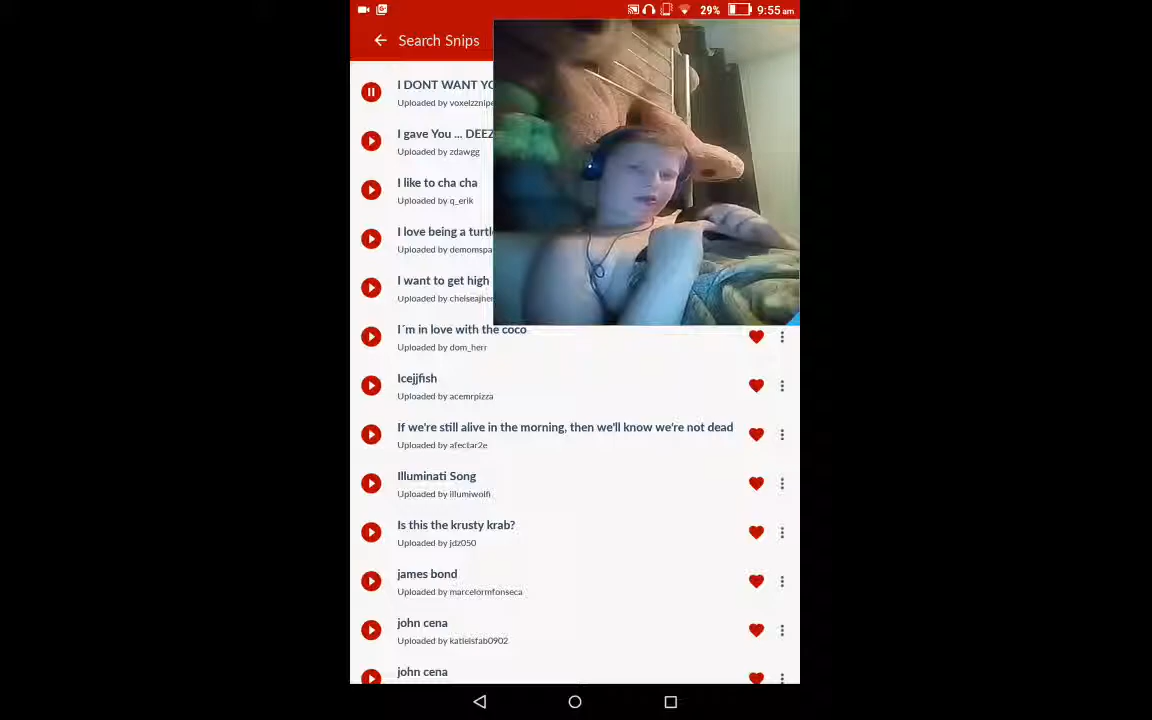 29% 9:55 am
Search Snips
I DONT WANT
Uploaded by
I gave You ... DEEZ
Uploaded by zdawgg
I like to cha cha
Uploaded by q_erik
I love being a
Uploaded by
I want to get high
Uploaded by
I´m in love with the coco
Uploaded by dom_herr
Icejjfish
Uploaded by acemrpizza
If we're still alive in the morning, then we'll know we're not dead
Uploaded by afectar2e
Illuminati Song
Uploaded by illumiwolfi
Is this the krusty krab?
Uploaded by jdz050
james bond
Uploaded by marcelormfonseca
john cena
Uploaded by katieisfab0902
john cena